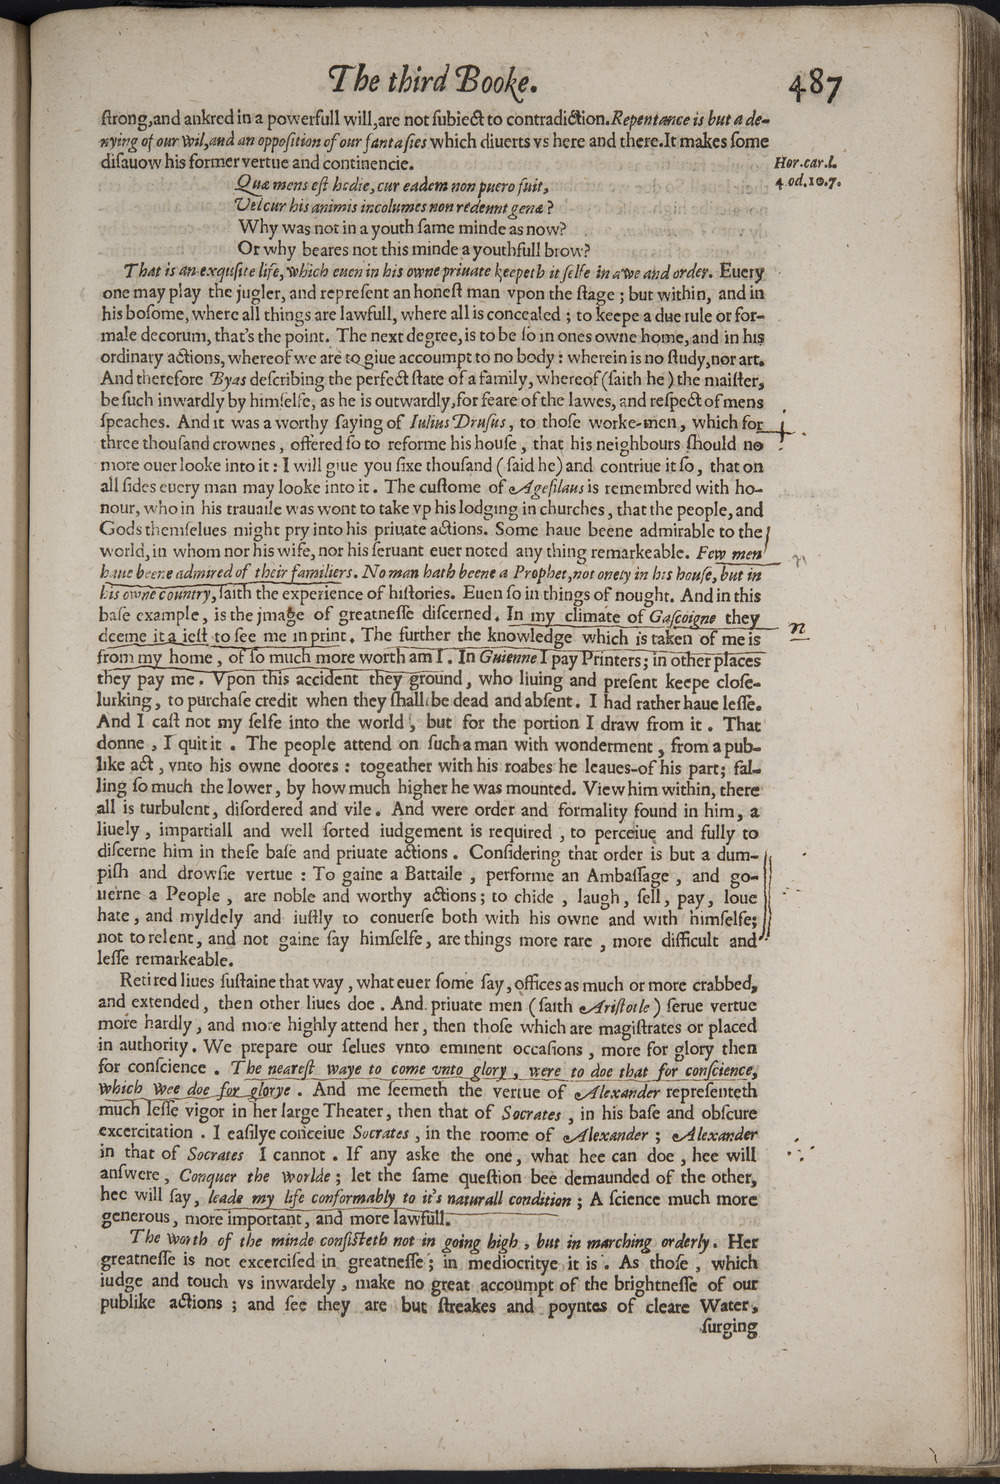 The third Booke.
487
ſtrong,and ankred in a powerfull will,are not ſubiect to contradiction.Repentance is but a de-
nying of our Wil,and an oppoſition of our fantaſies which diuerts vs here and there.It makes ſome
diſauow his former vertue and continencie.
Hor.car.l.
4.od.10.7.
Quæ mens eſt hodie, cur eadem non puero fuit,
Vel cur his animis incolumes non redeunt genæ ?
Why was not in a youth ſame minde as now?
Or why beares not this minde a youthfull brow?
That is an exquſite life, which euen in his owne priuate keepeth it ſelfe in awe and order. Euery
one may play the jugler, and repreſent an honeſt man vpon the ſtage ; but within, and in
his boſome, where all things are lawfull, where all is concealed ; to keepe a due rule or for-
male decorum, that's the point. The next degree, is to be ſo in ones owne home, and in his
ordinary actions, whereof we are to giue accoumpt to no body : wherein is no ſtudy, nor art.
And therefore Byas deſcribing the perfect ſtate of a family, whereof (ſaith he ) the maiſter,
be ſuch inwardly by himſelfe, as he is outwardly, for feare of the lawes, and reſpect of mens
ſpeaches. And it was a worthy ſaying of Iulius Druſus, to thoſe worke-men, which for
three thouſand crownes, offered ſo to reforme his houſe, that his neighbours ſhould no
more ouer looke into it : I will giue you ſixe thouſand ( ſaid he) and contriue it ſo, that on
all ſides euery man may looke into it. The cuſtome of Ageſilaus is remembred with ho-
nour, who in his trauaile was wont to take vp his lodging in churches, that the people, and
Gods themſelues might pry into his priuate actions. Some haue beene admirable to the
world, in whom nor his wife, nor his ſeruant euer noted any thing remarkeable. Few men
haue beene admired of their familiers. No man hath beene a Prophet, not onely in his houſe, but in
his owne country, ſaith the experience of hiſtories. Euen ſo in things of nought. And in this
baſe example, is the jmage of greatneſſe diſcerned. In my climate of Gaſcoigne they
n
deeme it a ieſt to ſee me in print. The further the knowledge which is taken of me is
from my home, of ſo much more worth am I. In Guienne I pay Printers; in other places
they pay me. Vpon this accident they ground, who liuing and preſent keepe cloſe-
lurking, to purchaſe credit when they ſhall be dead and abſent. I had rather haue leſſe.
And I caſt not my ſelfe into the world, but for the portion I draw from it. That
donne, I quit it. The people attend on ſuch a man with wonderment, from a pub-
like act, vnto his owne doores : togeather with his roabes he leaues-of his part; fal-
ling ſo much the lower, by how much higher he was mounted. View him within, there
all is turbulent, diſordered and vile. And were order and formality found in him, a
liuely, impartiall and well ſorted iudgement is required, to perceiue and fully to
diſcerne him in theſe baſe and priuate actions. Conſidering that order is but a dum-
piſh and drowſie vertue : To gaine a Battaile, performe an Ambaſſage, and go-
uerne a People, are noble and worthy actions; to chide, laugh, ſell, pay, loue
hate, and myldely and iuſtly to conuerſe both with his owne and with himſelfe;
not to relent, and not gaine ſay himſelfe, are things more rare, more difficult and
leſſe remarkeable.
Retired liues ſuſtaine that way, what euer ſome ſay, offices as much or more crabbed,
and extended, then other liues doe. And priuate men (ſaith Ariſtotle) ſerue vertue
more hardly, and more highly attend her, then thoſe which are magiſtrates or placed
in authority. We prepare our ſelues vnto eminent occaſions, more for glory then
for conſcience. The neareſt waye to come vnto glory, were to doe that for conſcience,
which wee doe for glorye. And me ſeemeth the vertue of Alexander repreſenteth
much leſſe vigor in her large Theater, then that of Socrates, in his baſe and obſcure
excercitation. I eaſilye conceiue Socrates, in the roome of Alexander ; Alexander
in that of Socrates I cannot. If any aske the one, what hee can doe, hee will
anſwere, Conquer the worlde ; let the ſame queſtion bee demaunded of the other,
hee will ſay, leade my life conformably to it's naturall condition ; A ſcience much more
generous, more important, and more lawfull.
The worth of the minde conſiſteth not in going high, but in marching orderly. Her
greatneſſe is not excerciſed in greatneſſe ; in mediocritye it is. As thoſe, which
iudge and touch vs inwardely, make no great accoumpt of the brightneſſe of our
publike actions ; and ſee they are but ſtreakes and poyntes of cleare Water,
ſurging